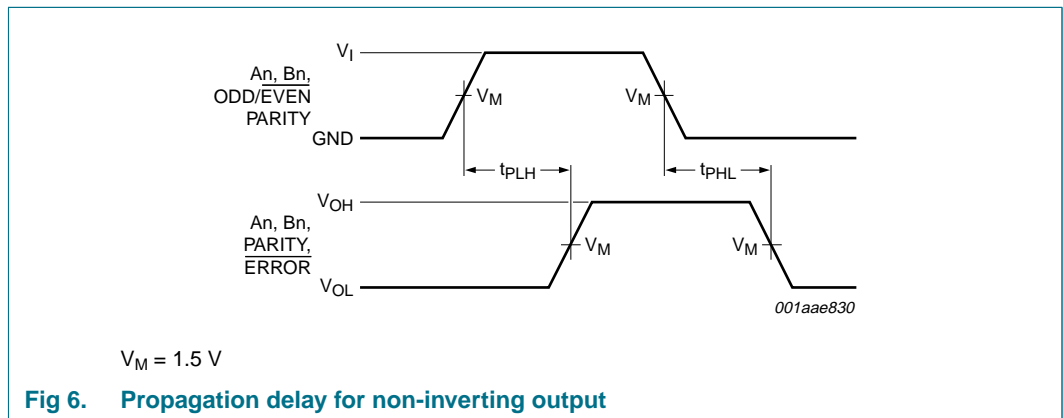 V_I
An, Bn,
ODD/EVEN
PARITY
V_M
V_M
GND
t_PLH
t_PHL
V_OH
An, Bn,
PARITY,
ERROR
V_M
V_M
V_OL
001aae830
V_M = 1.5 V
Fig 6. Propagation delay for non-inverting output